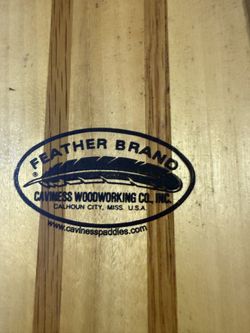 FEATHER BRAND
®
CAVINESS WOODWORKING CO., INC.
CALHOUN CITY, MISS. U.S.A.
www.cavinesspaddles.com